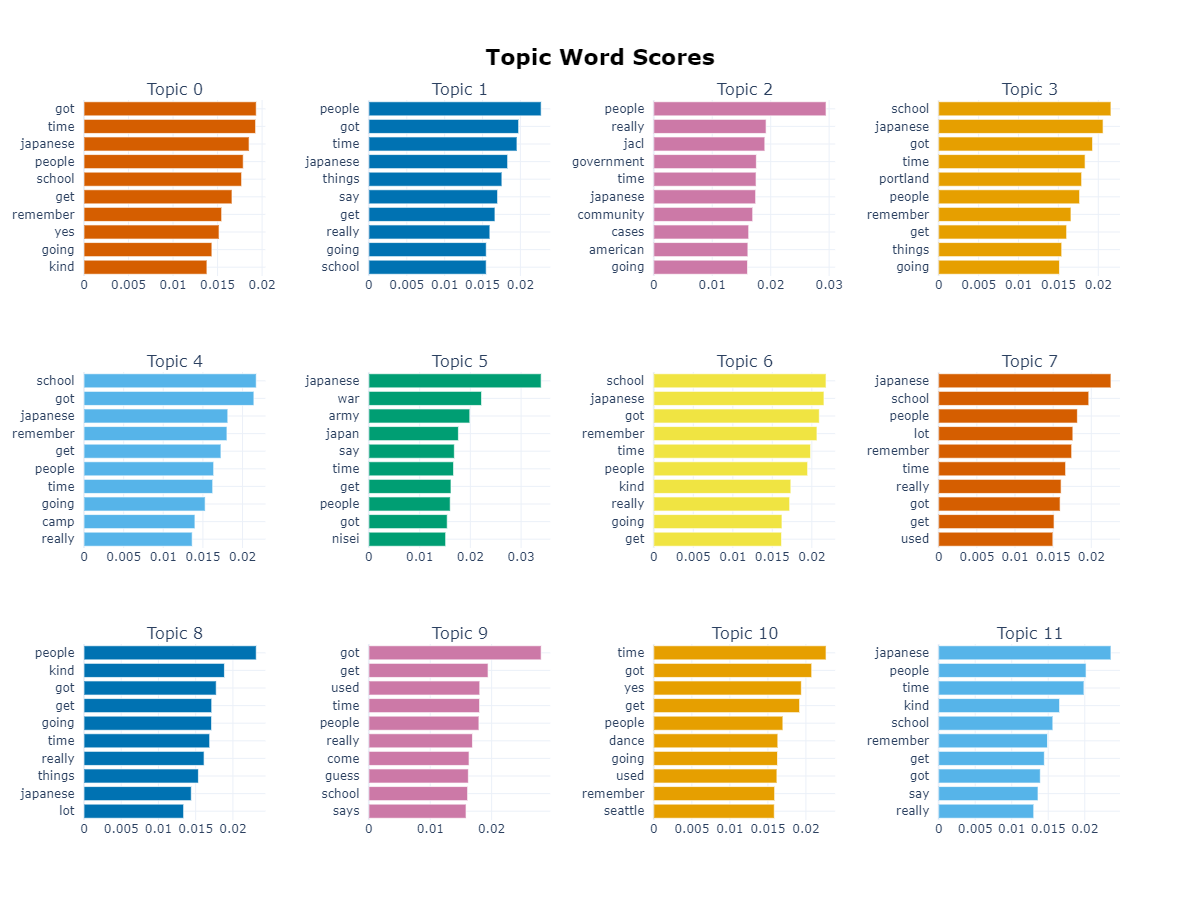 Topic Word Scores
Topic 0
got
time
japanese
people
school
get
remember
yes
going
kind
0 0.005 0.01 0.015 0.02
Topic 1
people
got
time
japanese
things
say
get
really
going
school
0 0.005 0.01 0.015 0.02
Topic 2
people
really
jacl
government
time
japanese
community
cases
american
going
0 0.01 0.02 0.03
Topic 3
school
japanese
got
time
portland
people
remember
get
things
going
0 0.005 0.01 0.015 0.02
Topic 4
school
got
japanese
remember
get
people
time
going
camp
really
0 0.005 0.01 0.015 0.02
Topic 5
japanese
war
army
japan
say
time
get
people
got
nisei
0 0.01 0.02 0.03
Topic 6
school
japanese
got
remember
time
people
kind
really
going
get
0 0.005 0.01 0.015 0.02
Topic 7
japanese
school
people
lot
remember
time
really
got
get
used
0 0.005 0.01 0.015 0.02
Topic 8
people
kind
got
get
going
time
really
things
japanese
lot
0 0.005 0.01 0.015 0.02
Topic 9
got
get
used
time
people
really
come
guess
school
says
0 0.01 0.02
Topic 10
time
got
yes
get
people
dance
going
used
remember
seattle
0 0.005 0.01 0.015 0.02
Topic 11
japanese
people
time
kind
school
remember
get
got
say
really
0 0.005 0.01 0.015 0.02